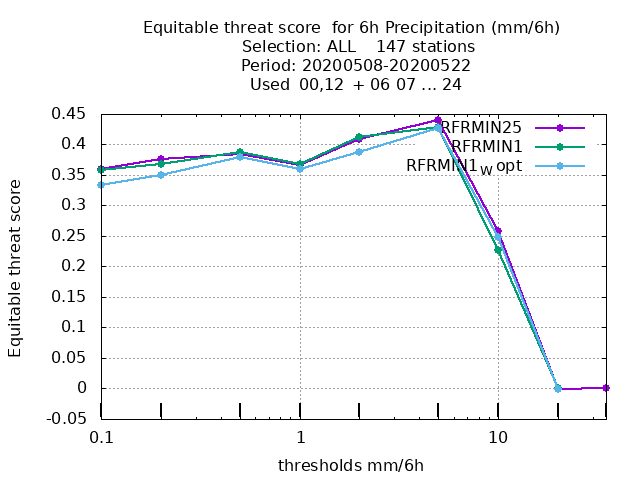 Equitable threat score  for 6h Precipitation (mm/6h)
Selection: ALL    147 stations
Period: 20200508-20200522
Used  00,12  + 06 07 ... 24
0.45
0.4
0.35
0.3
0.25
0.2
0.15
0.1
0.05
0
-0.05
Equitable threat score
RFRMIN25
RFRMIN1
RFRMIN1w opt
0.1
1
10
thresholds mm/6h